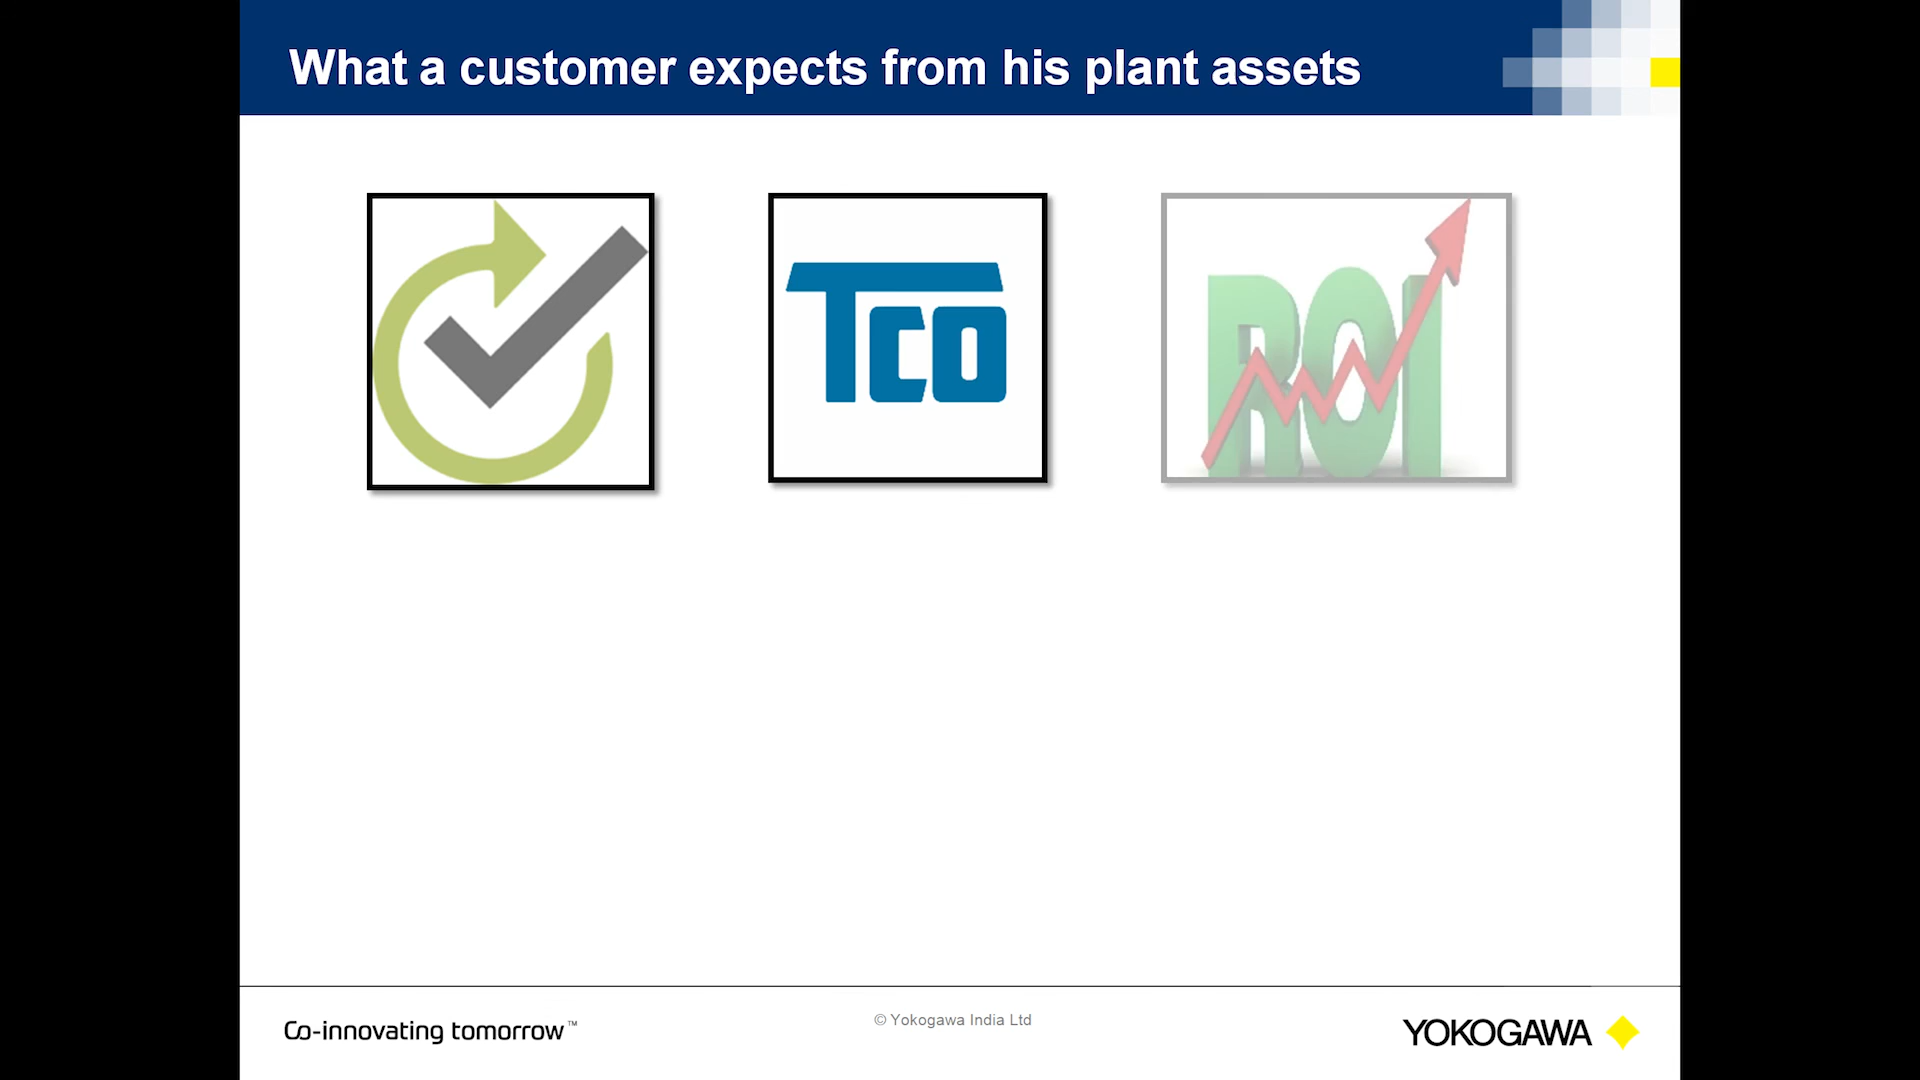 What a customer expects from his plant assets
Tco
ROI
Co-innovating tomorrow™
© Yokogawa India Ltd
YOKOGAWA